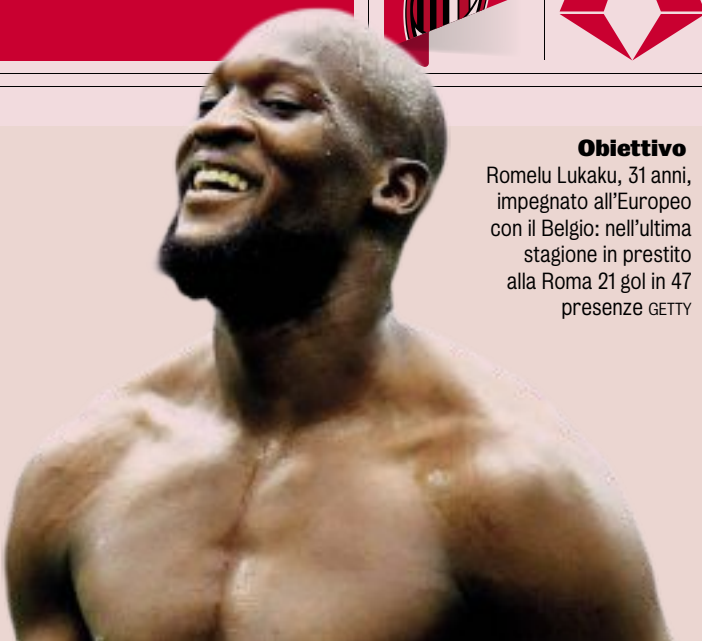 Obiettivo
Romelu Lukaku, 31 anni,
impegnato all'Europeo
con il Belgio: nell'ultima
stagione in prestito
alla Roma 21 gol in 47
presenze GETTY